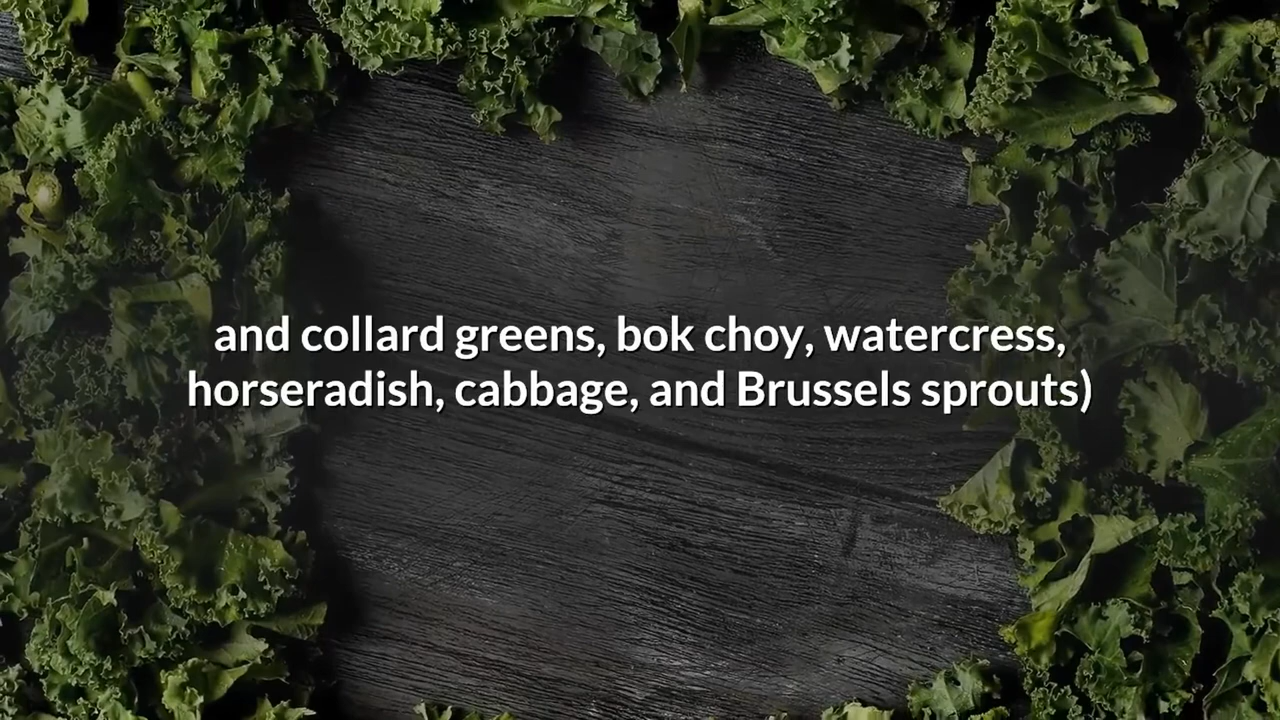 and collard greens, bok choy, watercress,
horseradish, cabbage, and Brussels sprouts)